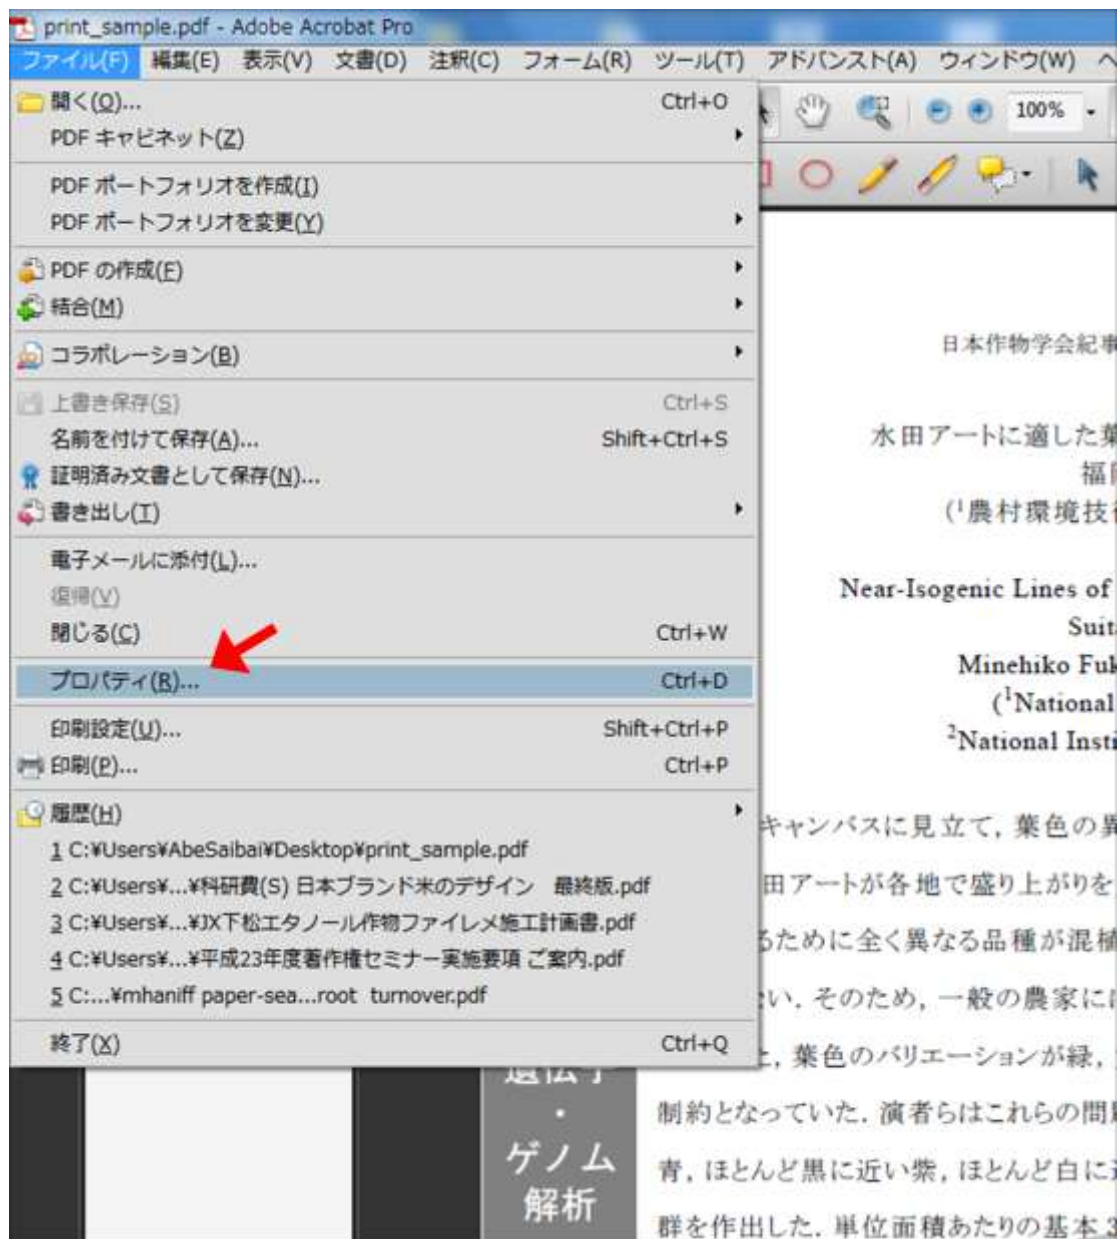 print_sample.pdf - Adobe Acrobat Pro
ファイル(F) 編集(E) 表示(V) 文書(D) 注釈(C) フォーム(R) ツール(T) アドバンスト(A) ウィンドウ(W) ヘ
開く(O)... Ctrl+O
100%
PDF キャビネット(Z)
PDF ポートフォリオを作成(I)
PDF ポートフォリオを変更(Y)
PDF の作成(F)
結合(M)
コラボレーション(B)
上書き保存(S) Ctrl+S
名前を付けて保存(A)... Shift+Ctrl+S
証明済み文書として保存(N)...
書き出し(T)
電子メールに添付(L)...
復帰(V)
閉じる(C) Ctrl+W
プロパティ(R)... Ctrl+D
印刷設定(U)... Shift+Ctrl+P
印刷(P)... Ctrl+P
履歴(H)
1 C:¥Users¥AbeSaibai¥Desktop¥print_sample.pdf
2 C:¥Users¥...¥科研費(S) 日本ブランド米のデザイン 最終版.pdf
3 C:¥Users¥...¥JX下松エタノール作物ファイレメ施工計画書.pdf
4 C:¥Users¥...¥平成23年度著作権セミナー実施要項 ご案内.pdf
5 C:...¥mhaniff paper-sea...root turnover.pdf
終了(X) Ctrl+Q
日本作物学会紀事
水田アートに適した葉
福
(1農村環境技
Near-Isogenic Lines of
Suit
Minehiko Fuk
(1National
2National Insti
キャンバスに見立て，葉色の異
田アートが各地で盛り上がりを
るために全く異なる品種が混植
い．そのため，一般の農家に
，葉色のバリエーションが緑，
制約となっていた．演者らはこれらの問
青，ほとんど黒に近い紫，ほとんど白に
群を作出した．単位面積あたりの基本 3
遺伝子
・
ゲノム
解析